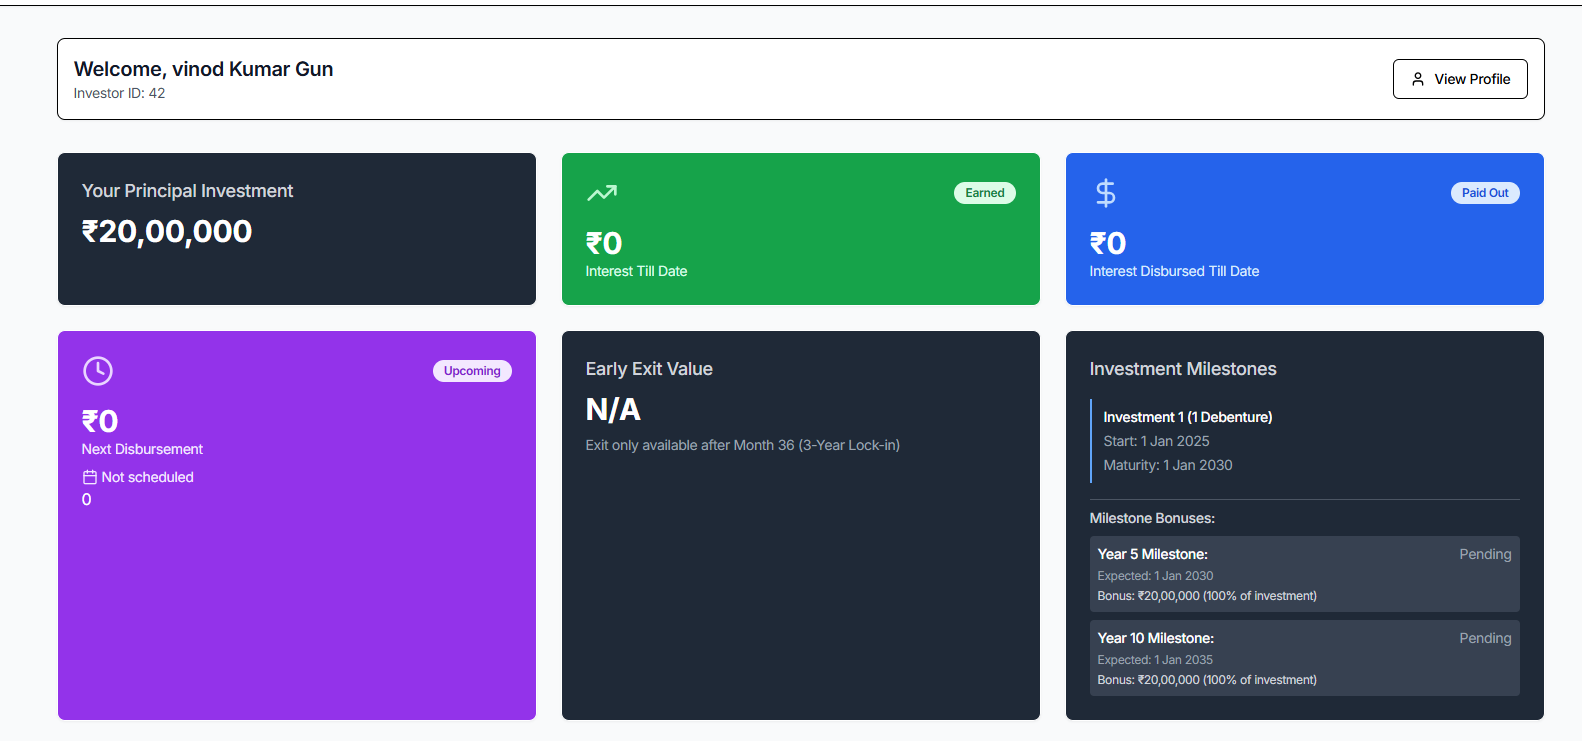 Welcome, vinod Kumar Gun
Investor ID: 42
View Profile
Your Principal Investment
₹20,00,000
Earned
₹0
Interest Till Date
Paid Out
₹0
Interest Disbursed Till Date
Upcoming
₹0
Next Disbursement
Not scheduled
0
Early Exit Value
N/A
Exit only available after Month 36 (3-Year Lock-in)
Investment Milestones
Investment 1 (1 Debenture)
Start: 1 Jan 2025
Maturity: 1 Jan 2030
Milestone Bonuses:
Year 5 Milestone: Pending
Expected: 1 Jan 2030
Bonus: ₹20,00,000 (100% of investment)
Year 10 Milestone: Pending
Expected: 1 Jan 2035
Bonus: ₹20,00,000 (100% of investment)